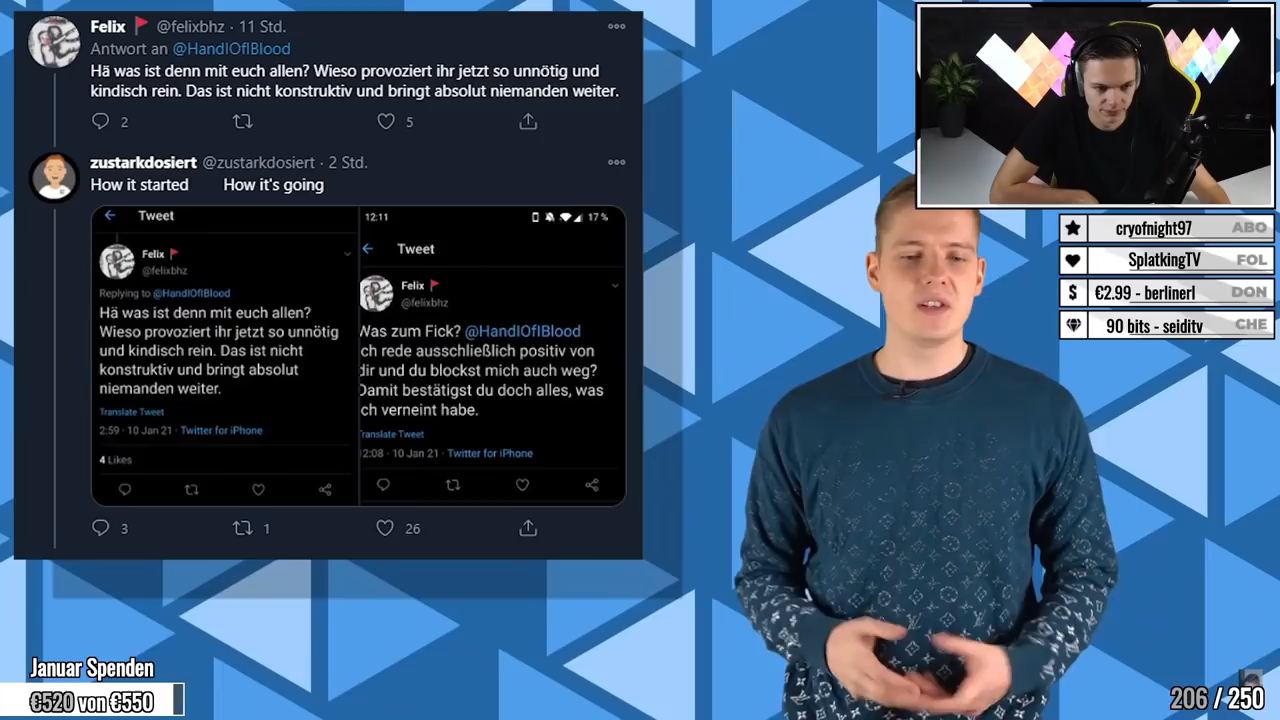 Felix 🚩 @felixbhz · 11 Std.
Antwort an @HandIOfIBlood
Hä was ist denn mit euch allen? Wieso provoziert ihr jetzt so unnötig und
kindisch rein. Das ist nicht konstruktiv und bringt absolut niemanden weiter.
2 5
zustarkdosiert @zustarkdosiert · 2 Std.
How it started How it's going
Tweet
Felix 🚩
@felixbhz
Replying to @HandIOfIBlood
Hä was ist denn mit euch allen?
Wieso provoziert ihr jetzt so unnötig
und kindisch rein. Das ist nicht
konstruktiv und bringt absolut
niemanden weiter.
Translate Tweet
2:59 · 10 Jan 21 · Twitter for iPhone
4 Likes
12:11 17 %
Tweet
Felix 🚩
@felixbhz
Was zum Fick? @HandIOfIBlood
ch rede ausschließlich positiv von
dir und du blockst mich auch weg?
Damit bestätigst du doch alles, was
ch verneint habe.
Translate Tweet
12:08 · 10 Jan 21 · Twitter for iPhone
3 1 26
cryofnight97 ABO
SplatkingTV FOL
$ €2.99 - berlinerl DON
90 bits - seiditv CHE
Januar Spenden
€520 von €550
206 / 250